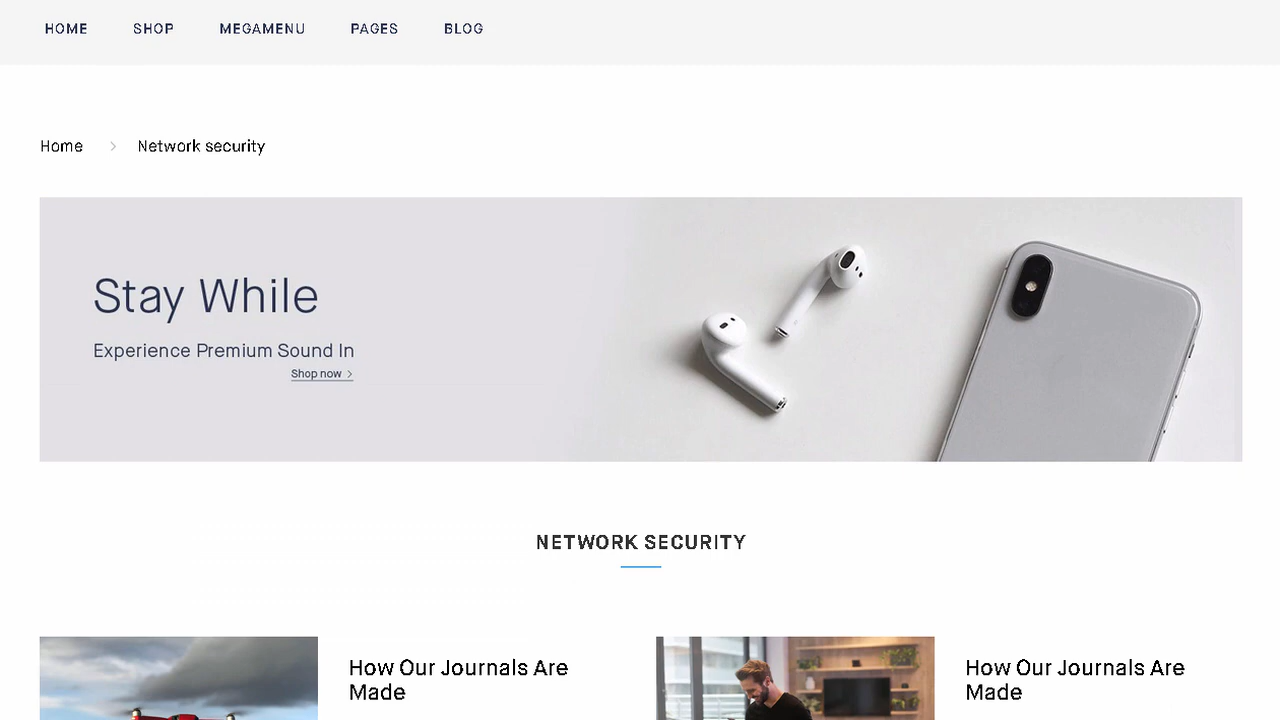 HOME SHOP MEGAMENU PAGES BLOG
Home > Network security
Stay While
Experience Premium Sound In
Shop now >
NETWORK SECURITY
How Our Journals Are
Made
How Our Journals Are
Made